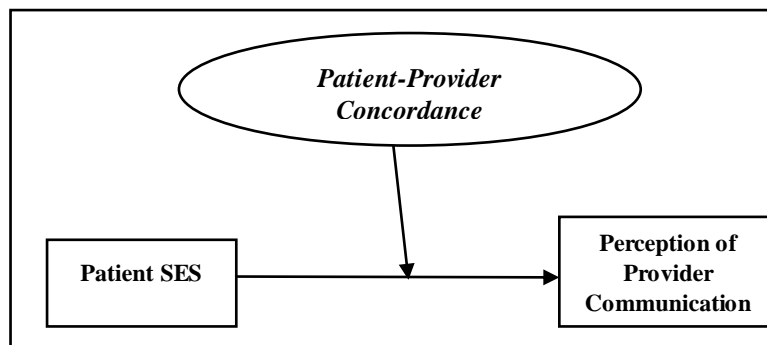 Patient-Provider
Concordance
Patient SES
Perception of
Provider
Communication